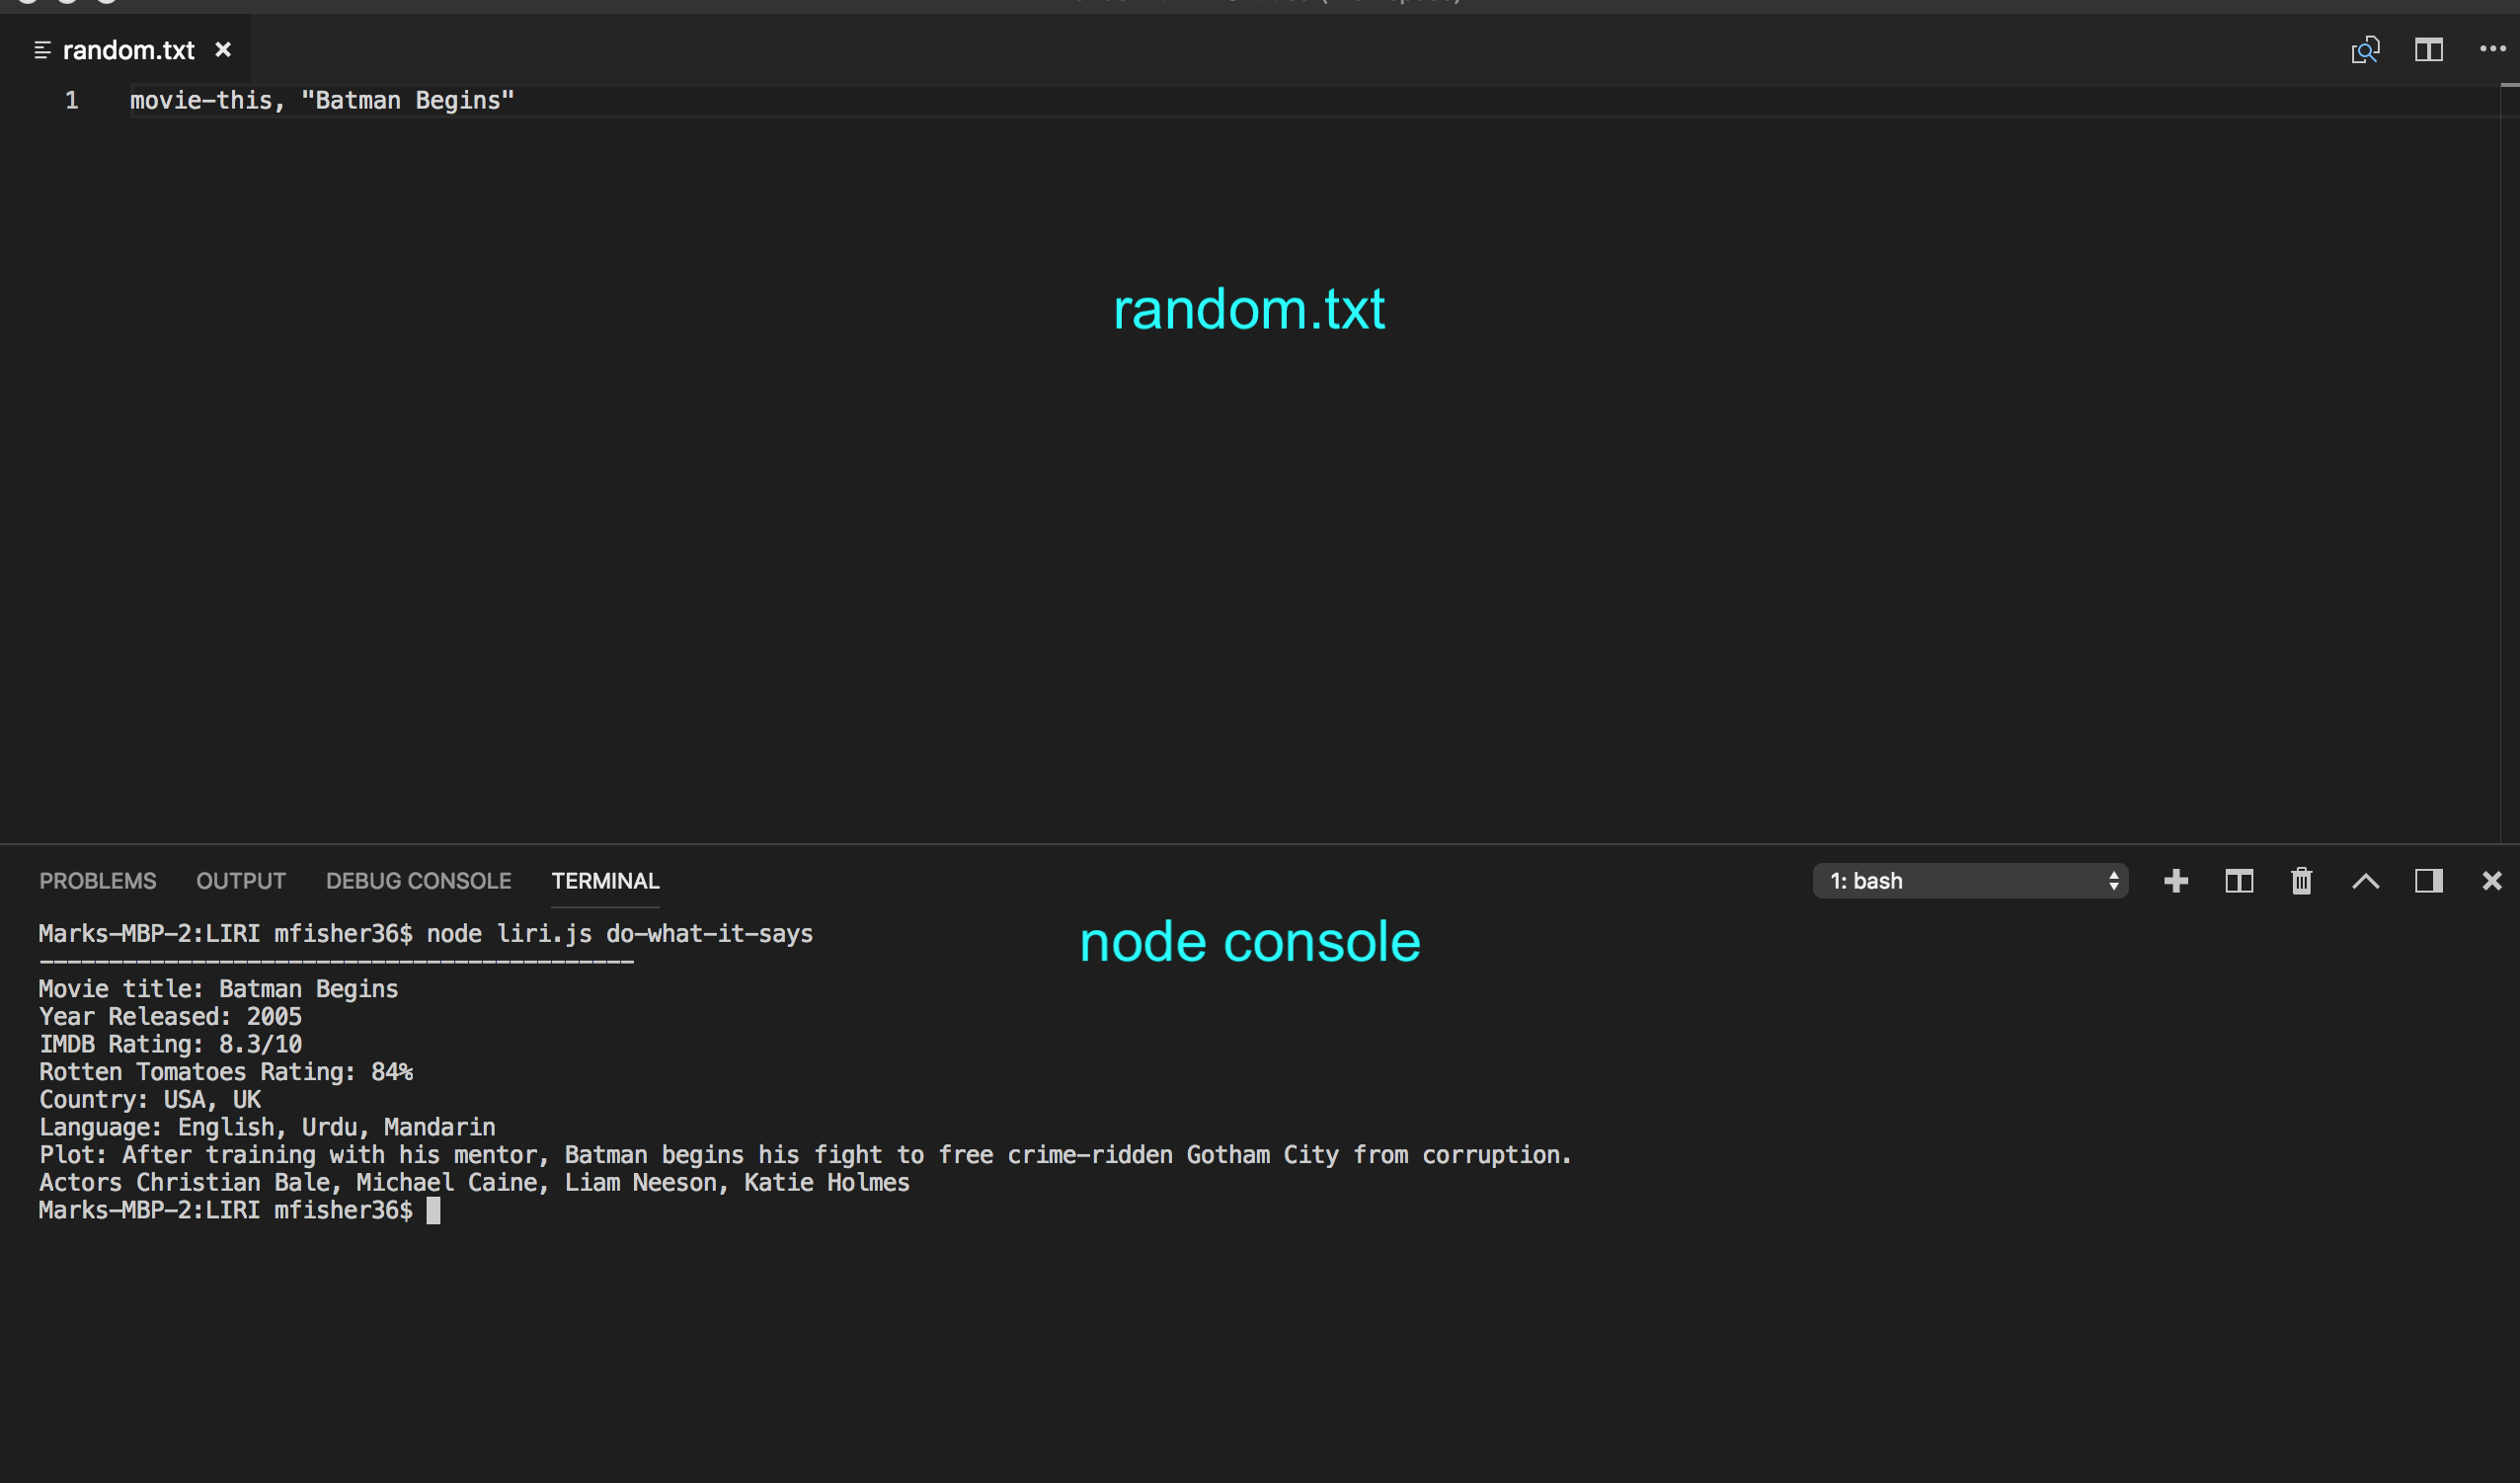 random.txt
1 movie-this, "Batman Begins"
random.txt
PROBLEMS OUTPUT DEBUG CONSOLE TERMINAL 1: bash
Marks-MBP-2:LIRI mfisher36$ node liri.js do-what-it-says
node console
-------------------------------------------
Movie title: Batman Begins
Year Released: 2005
IMDB Rating: 8.3/10
Rotten Tomatoes Rating: 84%
Country: USA, UK
Language: English, Urdu, Mandarin
Plot: After training with his mentor, Batman begins his fight to free crime-ridden Gotham City from corruption.
Actors Christian Bale, Michael Caine, Liam Neeson, Katie Holmes
Marks-MBP-2:LIRI mfisher36$